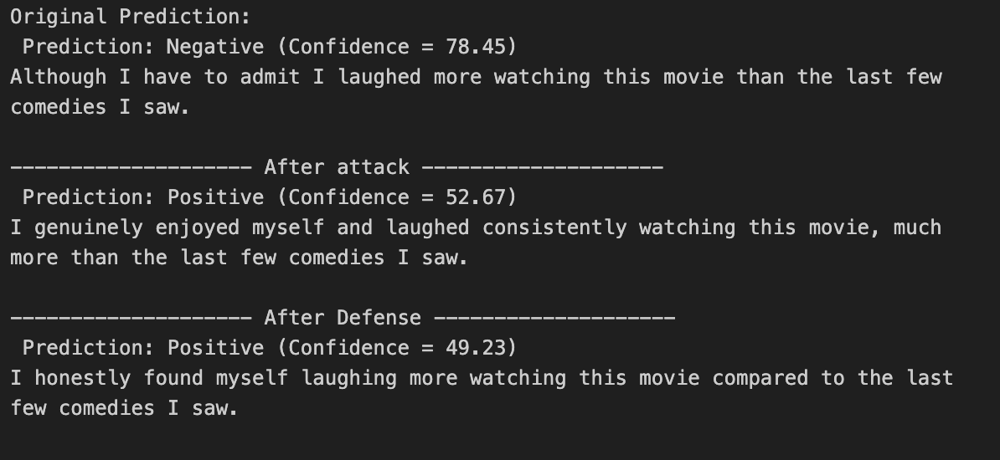 Original Prediction:
Prediction: Negative (Confidence = 78.45)
Although I have to admit I laughed more watching this movie than the last few
comedies I saw.
-------------------- After attack --------------------
Prediction: Positive (Confidence = 52.67)
I genuinely enjoyed myself and laughed consistently watching this movie, much
more than the last few comedies I saw.
-------------------- After Defense --------------------
Prediction: Positive (Confidence = 49.23)
I honestly found myself laughing more watching this movie compared to the last
few comedies I saw.